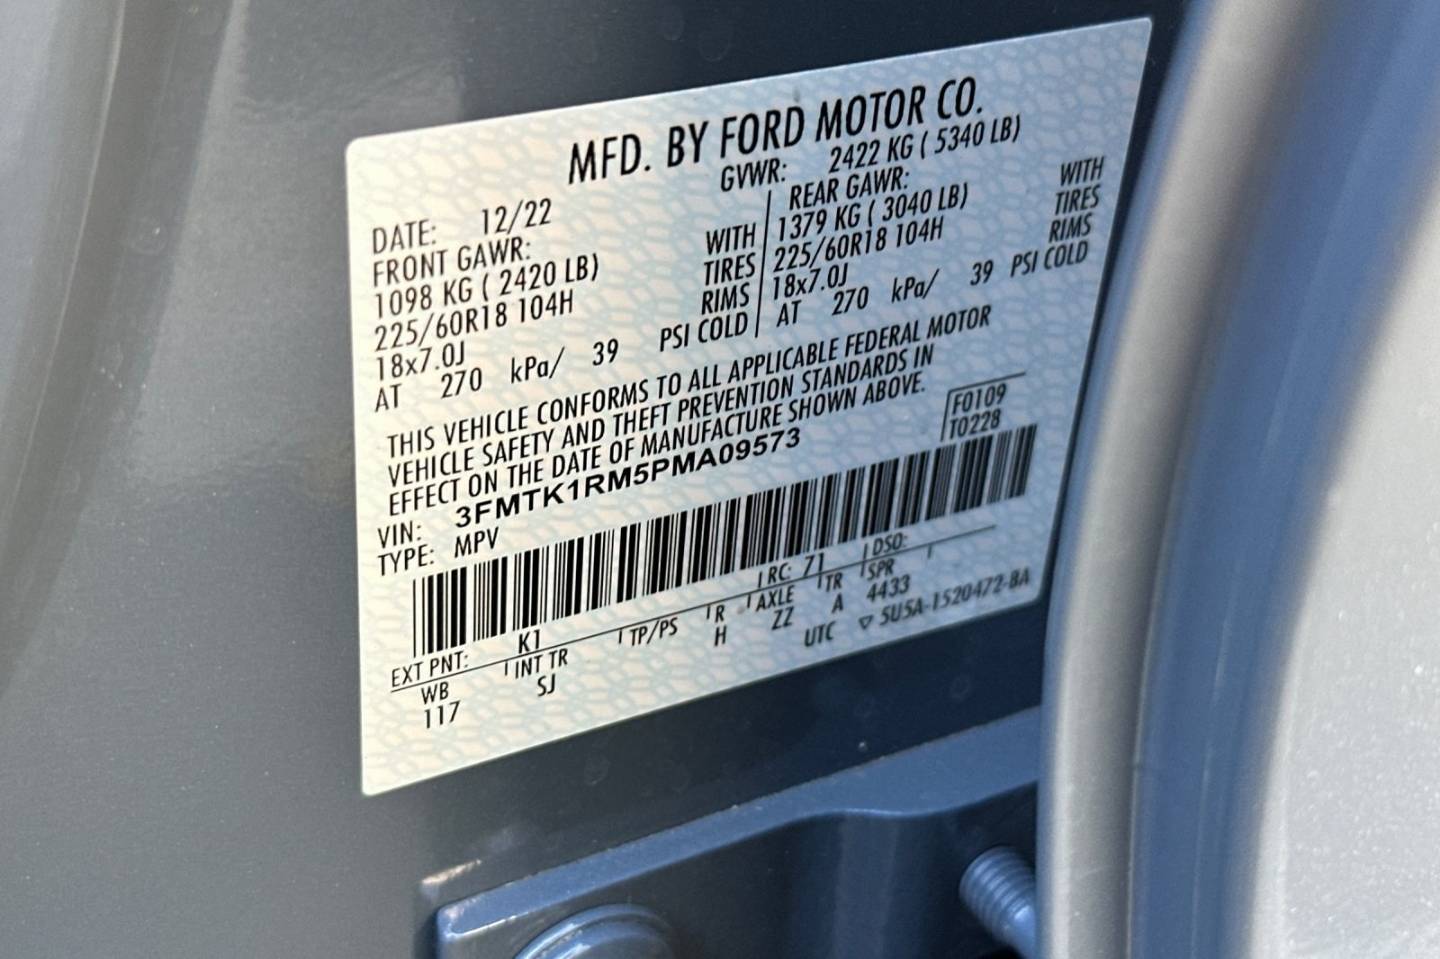 MFD. BY FORD MOTOR CO.
DATE: 12/22 GVWR: 2422 KG ( 5340 LB)
FRONT GAWR:
1098 KG ( 2420 LB) WITH
225/60R18 104H TIRES
18x7.0J RIMS
AT 270 kPa/ 39 PSI COLD
REAR GAWR:
1379 KG ( 3040 LB) WITH
225/60R18 104H TIRES
18x7.0J RIMS
AT 270 kPa/ 39 PSI COLD
THIS VEHICLE CONFORMS TO ALL APPLICABLE FEDERAL MOTOR
VEHICLE SAFETY AND THEFT PREVENTION STANDARDS IN
EFFECT ON THE DATE OF MANUFACTURE SHOWN ABOVE.
F0109
T0228
VIN: 3FMTK1RM5PMA09573
TYPE: MPV
EXT PNT: K1 RC: 71 DSO:
WB INT TR TP/PS R AXLE TR SPR
117 SJ H ZZ A 4433
UTC ▽ 5U5A-1520472-BA